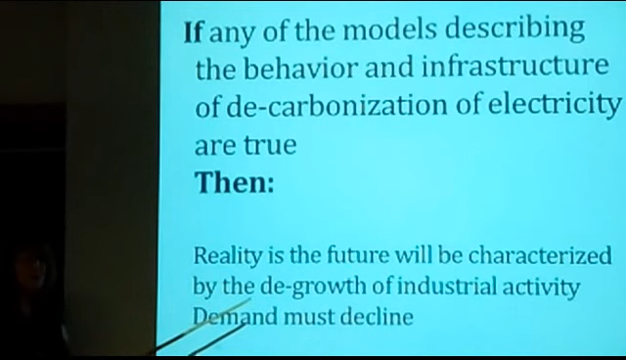 If any of the models describing
the behavior and infrastructure
of de-carbonization of electricity
are true
Then:
Reality is the future will be characterized
by the de-growth of industrial activity
Demand must decline